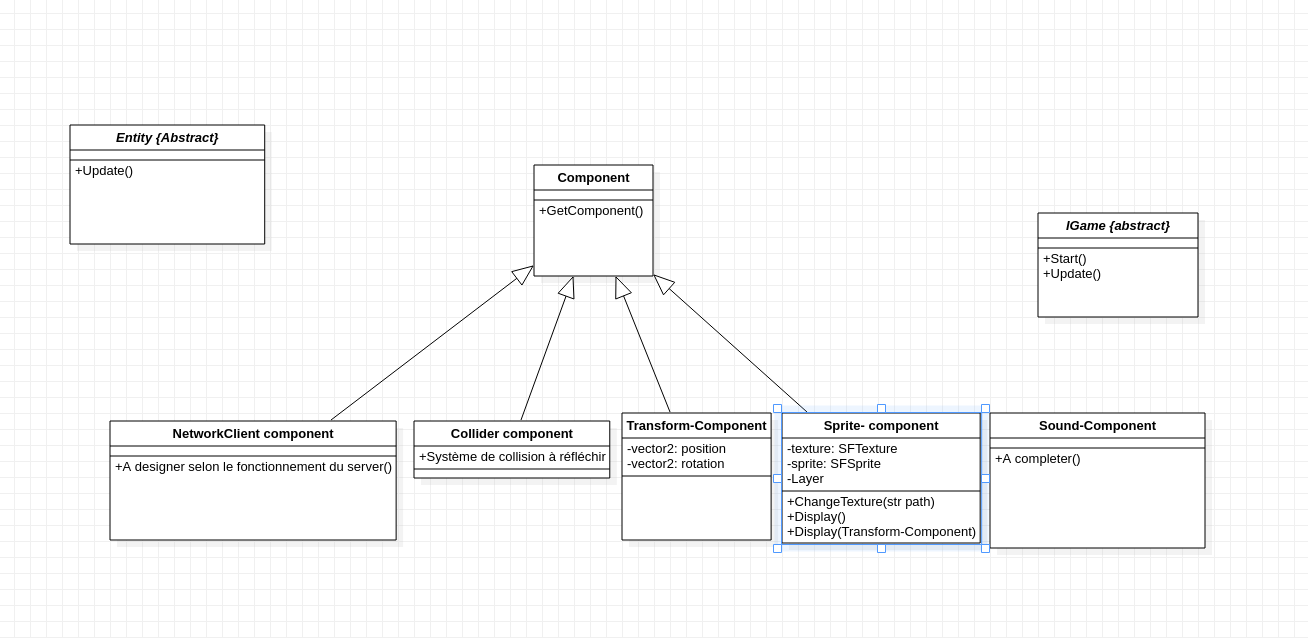 Entity {Abstract}
+Update()
Component
+GetComponent()
IGame {abstract}
+Start()
+Update()
NetworkClient component
+A designer selon le fonctionnement du server()
Collider component
+Système de collision à réfléchir
Transform-Component
-vector2: position
-vector2: rotation
Sprite- component
-texture: SFTexture
-sprite: SFSprite
-Layer
+ChangeTexture(str path)
+Display()
+Display(Transform-Component)
Sound-Component
+A completer()